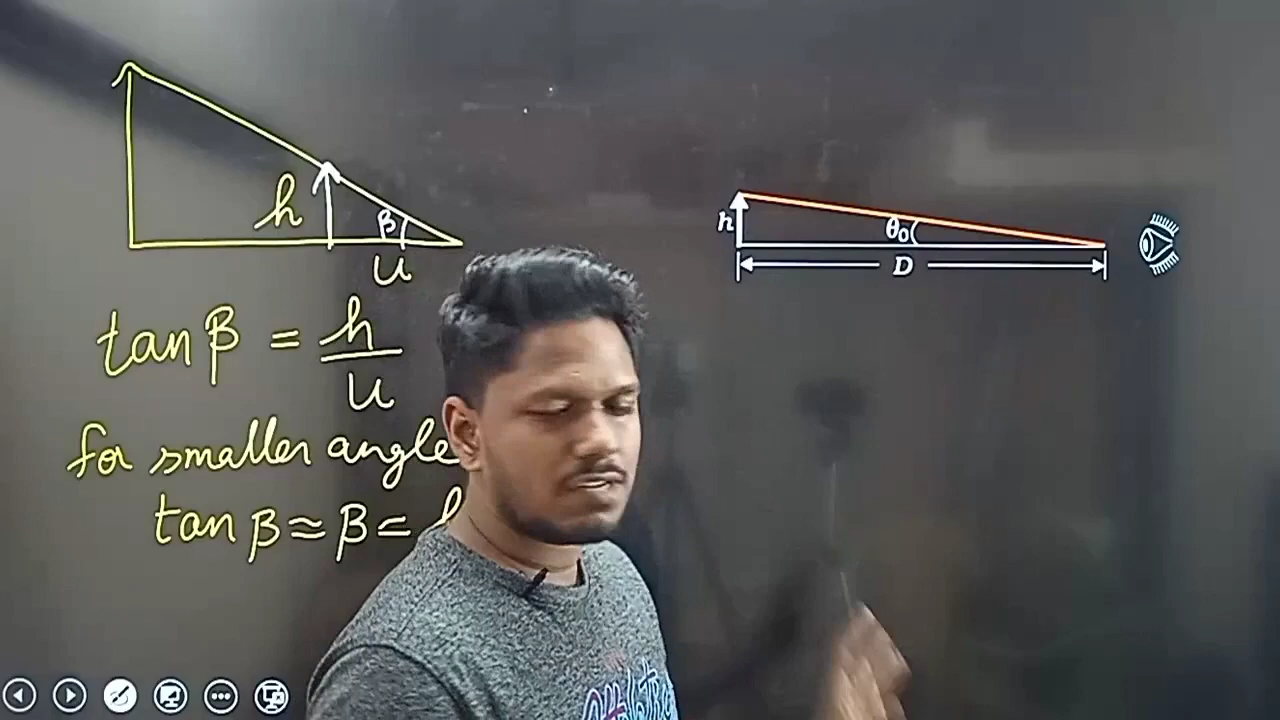 h
β
u
tan β = h/u
for smaller angle
tan β ≈ β =
h
θ₀
D